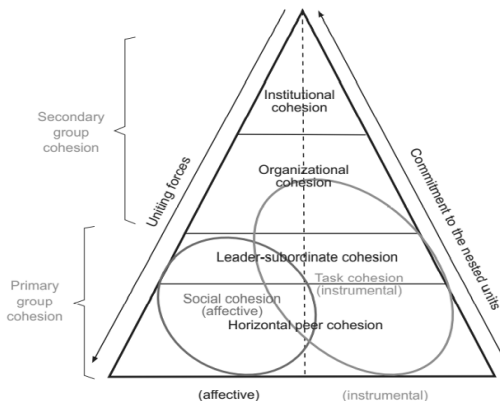 Institutional
cohesion
Secondary
group
cohesion
Uniting forces
Commitment to the nested units
Organizational
cohesion
Leader-subordinate cohesion
Primary
group
cohesion
Task cohesion
(instrumental)
Social cohesion
(affective)
Horizontal peer cohesion
(affective)
(instrumental)